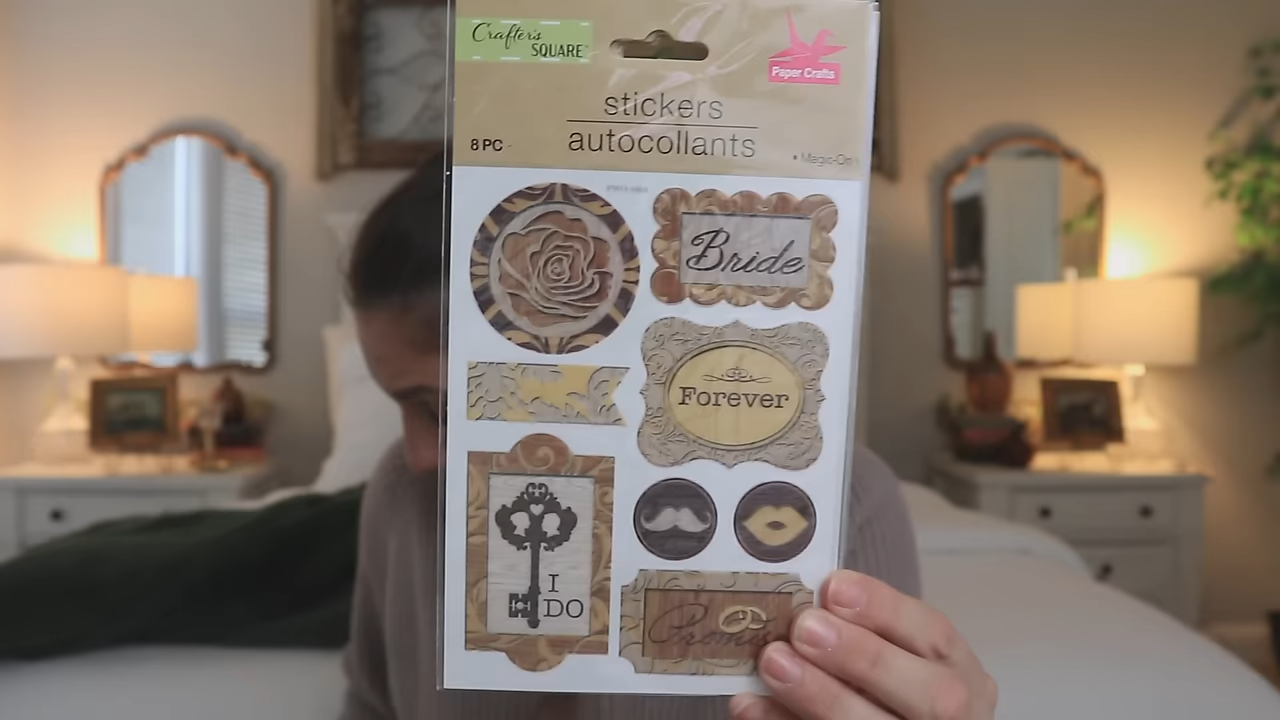 Crafter's
SQUARE
Paper Crafts
stickers
autocollants
8 PC
• Magic-On
Bride
Forever
I
DO